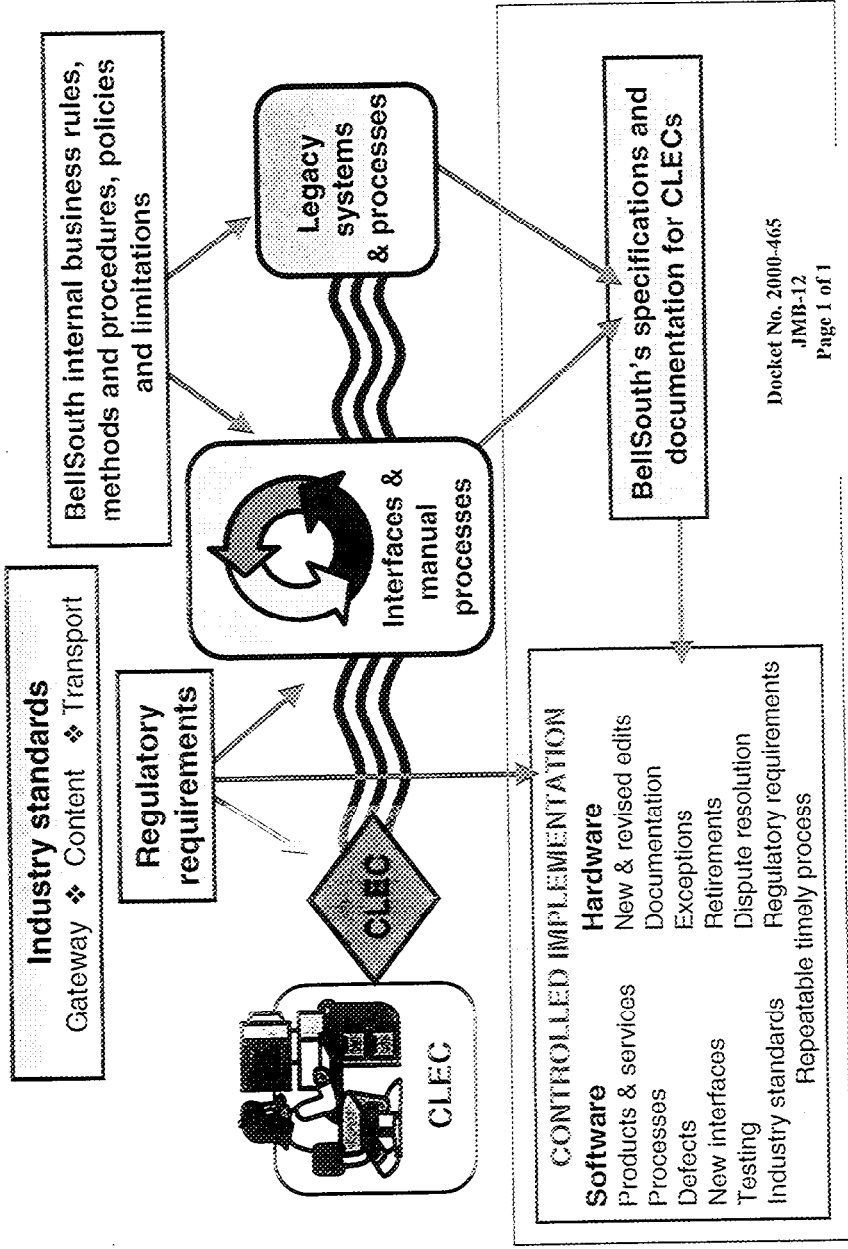 Industry standards
Gateway ❖ Content ❖ Transport
Regulatory
requirements
BellSouth internal business rules,
methods and procedures, policies
and limitations
CLEC
CLEC
Interfaces &
manual
processes
Legacy
systems
& processes
CONTROLLED IMPLEMENTATION
Software Hardware
Products & services New & revised edits
Processes Documentation
Defects Exceptions
New interfaces Retirements
Testing Dispute resolution
Industry standards Regulatory requirements
Repeatable timely process
BellSouth's specifications and
documentation for CLECs
Docket No. 2000-465
JMB-12
Page 1 of 1